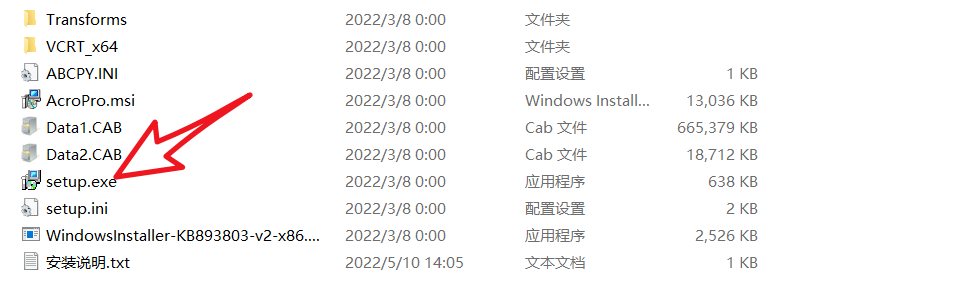 Transforms 2022/3/8 0:00 文件夹
VCRT_x64 2022/3/8 0:00 文件夹
ABCPY.INI 2022/3/8 0:00 配置设置 1 KB
AcroPro.msi 2022/3/8 0:00 Windows Install... 13,036 KB
Data1.CAB 2022/3/8 0:00 Cab 文件 665,379 KB
Data2.CAB 2022/3/8 0:00 Cab 文件 18,712 KB
setup.exe 2022/3/8 0:00 应用程序 638 KB
setup.ini 2022/3/8 0:00 配置设置 2 KB
WindowsInstaller-KB893803-v2-x86.... 2022/3/8 0:00 应用程序 2,526 KB
安装说明.txt 2022/5/10 14:05 文本文档 1 KB